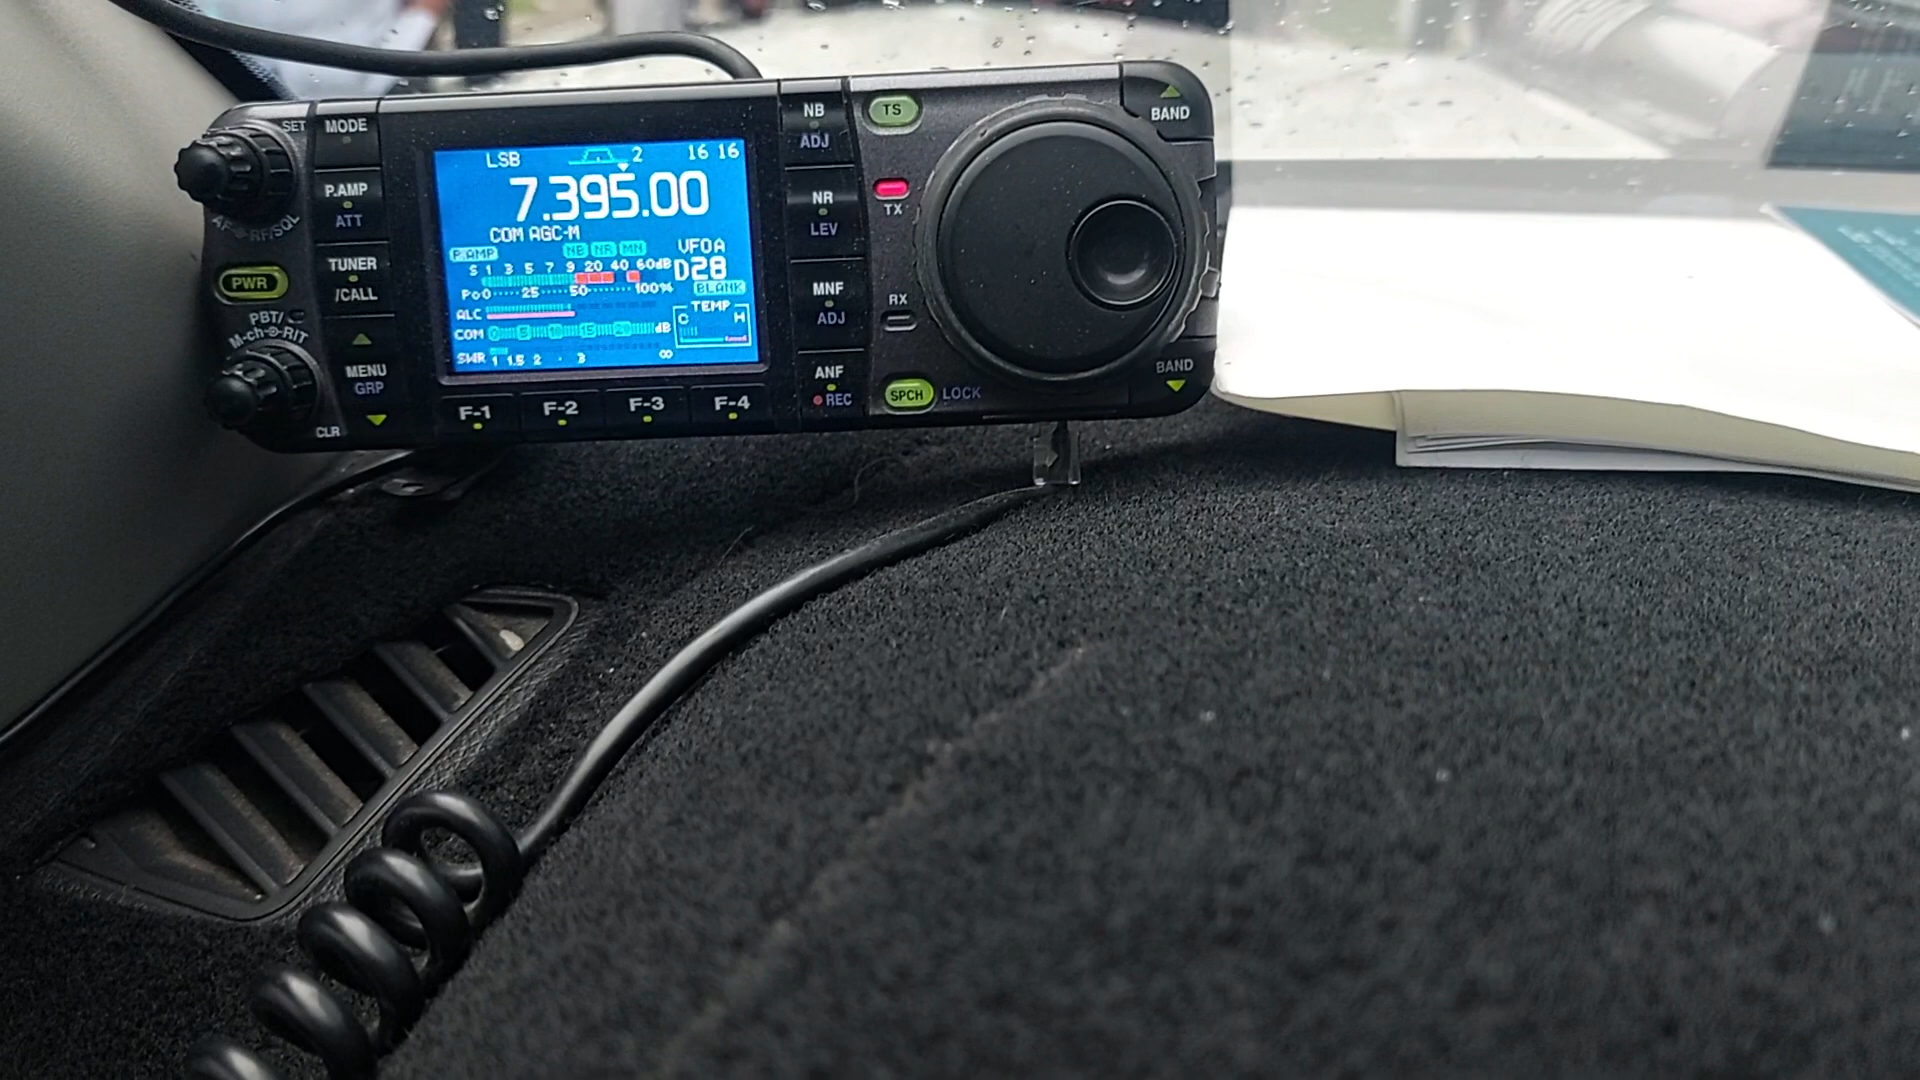 SET
MODE
P.AMP
ATT
AF-⊙-RF/SQL
PWR
TUNER
/CALL
PBT/
M-ch-⊙-RIT
MENU
GRP
CLR
LSB 2 16 16
7.395.00
COM AGC-M
P.AMP NB NR MN VFOA
S 1 3 5 7 9 20 40 60dB D28
Po0 25 50 100% BLANK
ALC TEMP
C H
COM 0 5 10 15 20 dB
SWR 1 1.5 2 3 ∞
F-1 F-2 F-3 F-4
NB
ADJ
NR
LEV
MNF
ADJ
ANF
REC
TS
TX
RX
SPCH LOCK
BAND
BAND